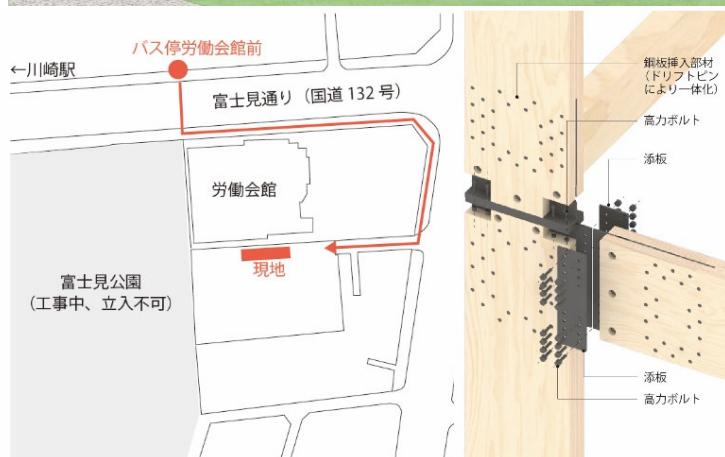 バス停労働会館前
←川崎駅
富士見通り（国道 132 号）
労働会館
現地
富士見公園
（工事中、立入不可）
鋼板挿入部材
（ドリフトピン
により一体化）
高力ボルト
添板
添板
高力ボルト